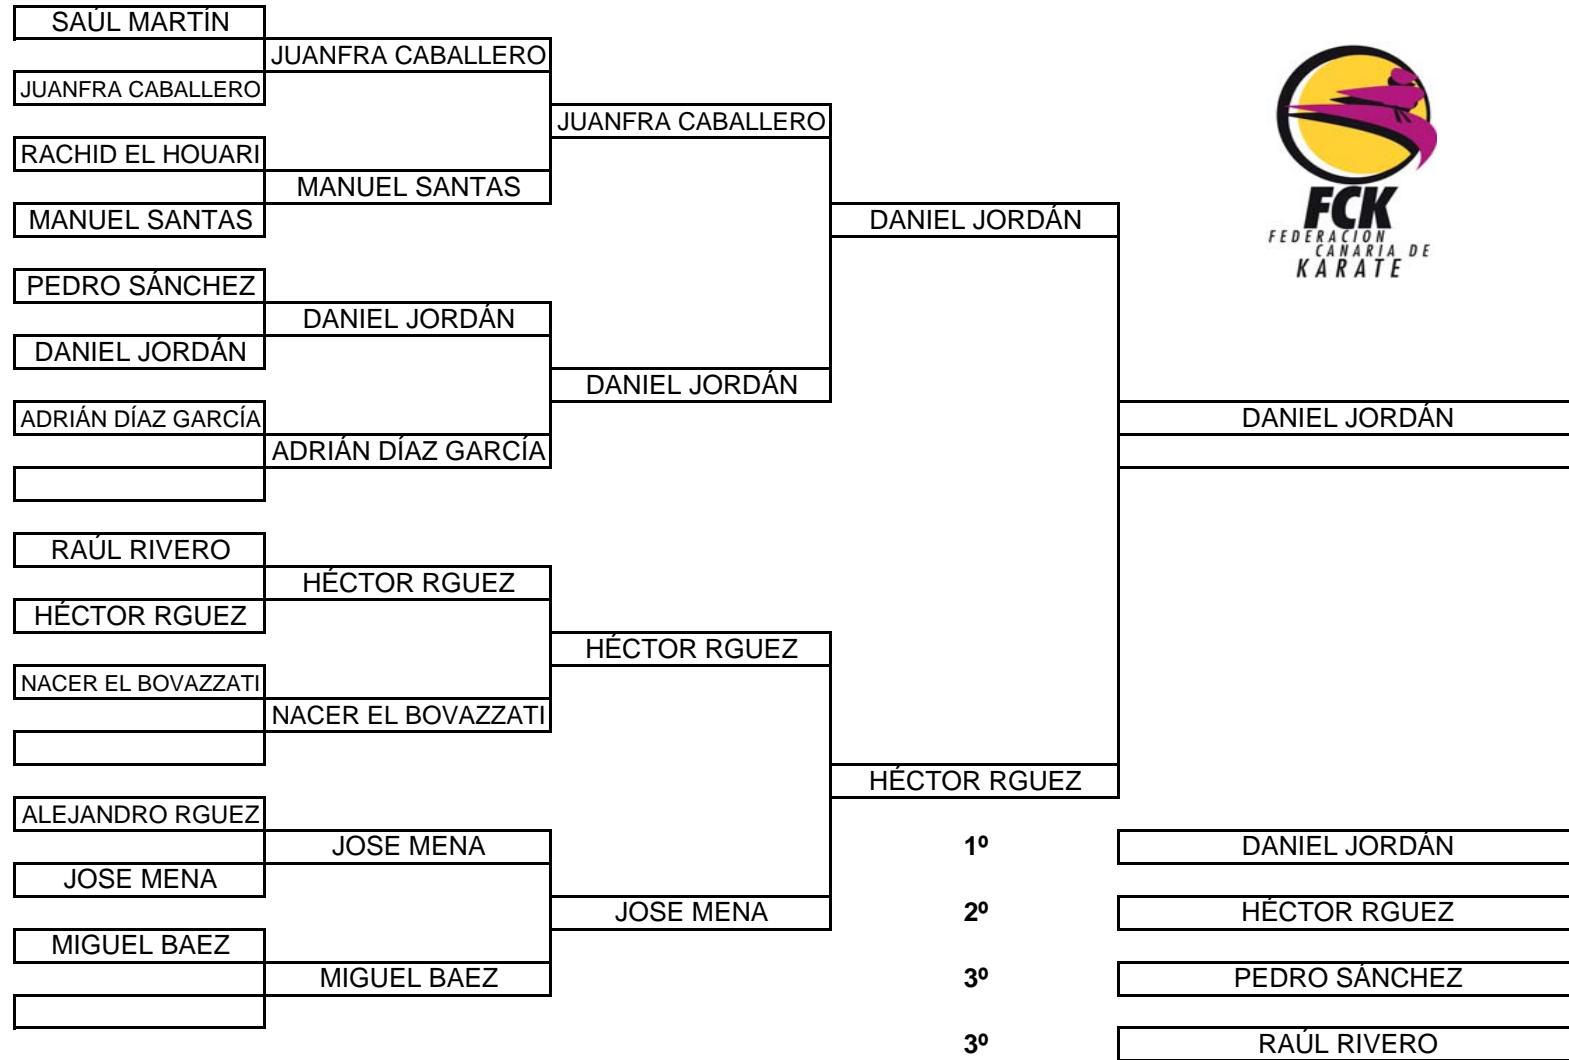 SAÚL MARTÍN
JUANFRA CABALLERO
JUANFRA CABALLERO
JUANFRA CABALLERO
RACHID EL HOUARI
MANUEL SANTAS
MANUEL SANTAS
DANIEL JORDÁN
FCK
FEDERACIÓN
CANARIA DE
KARATE
PEDRO SÁNCHEZ
DANIEL JORDÁN
DANIEL JORDÁN
DANIEL JORDÁN
ADRIÁN DÍAZ GARCÍA
DANIEL JORDÁN
ADRIÁN DÍAZ GARCÍA
RAÚL RIVERO
HÉCTOR RGUEZ
HÉCTOR RGUEZ
HÉCTOR RGUEZ
NACER EL BOVAZZATI
NACER EL BOVAZZATI
HÉCTOR RGUEZ
ALEJANDRO RGUEZ
JOSE MENA
1º DANIEL JORDÁN
JOSE MENA
JOSE MENA
2º HÉCTOR RGUEZ
MIGUEL BAEZ
MIGUEL BAEZ
3º PEDRO SÁNCHEZ
3º RAÚL RIVERO